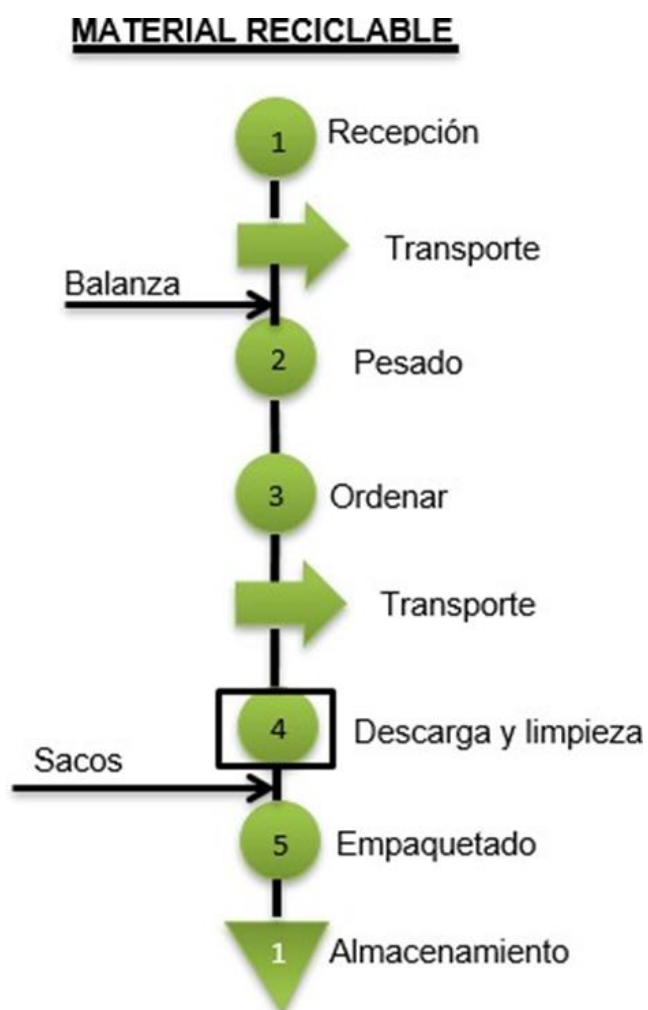 MATERIAL RECICLABLE
1 Recepción
Transporte
Balanza
2 Pesado
3 Ordenar
Transporte
4 Descarga y limpieza
Sacos
5 Empaquetado
1 Almacenamiento